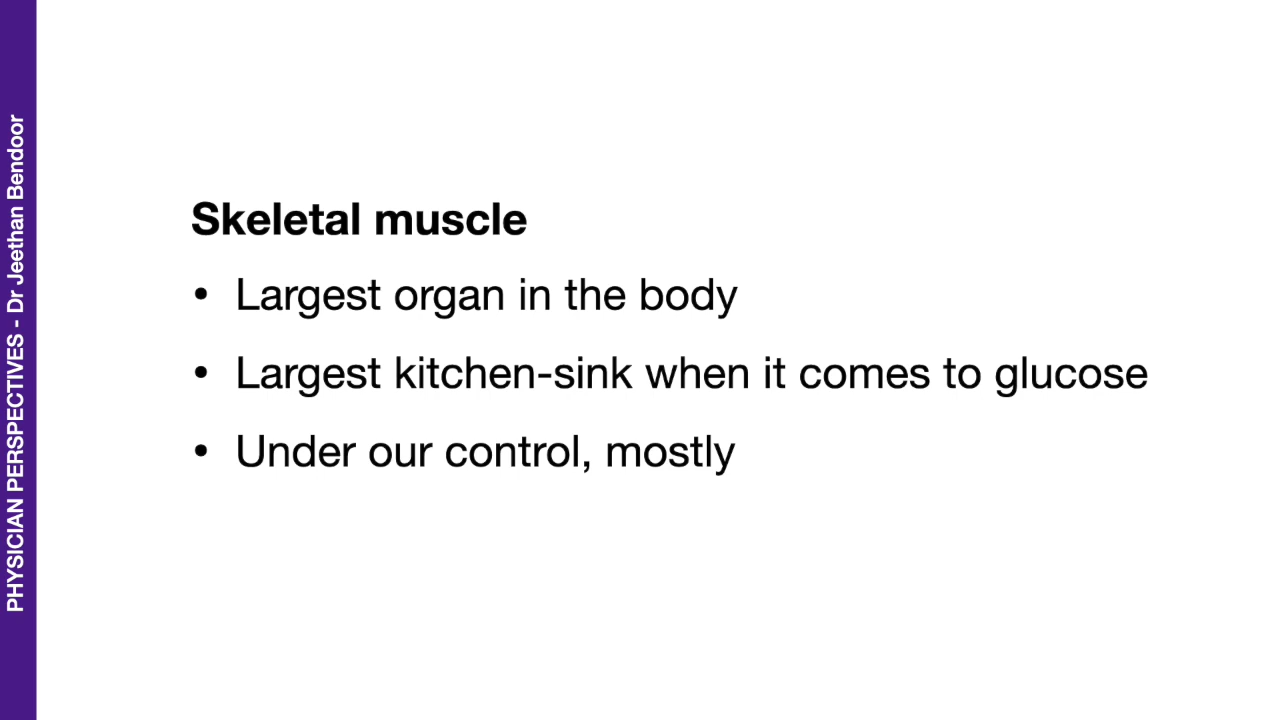 PHYSICIAN PERSPECTIVES - Dr Jeethan Bendoor
Skeletal muscle
• Largest organ in the body
• Largest kitchen-sink when it comes to glucose
• Under our control, mostly